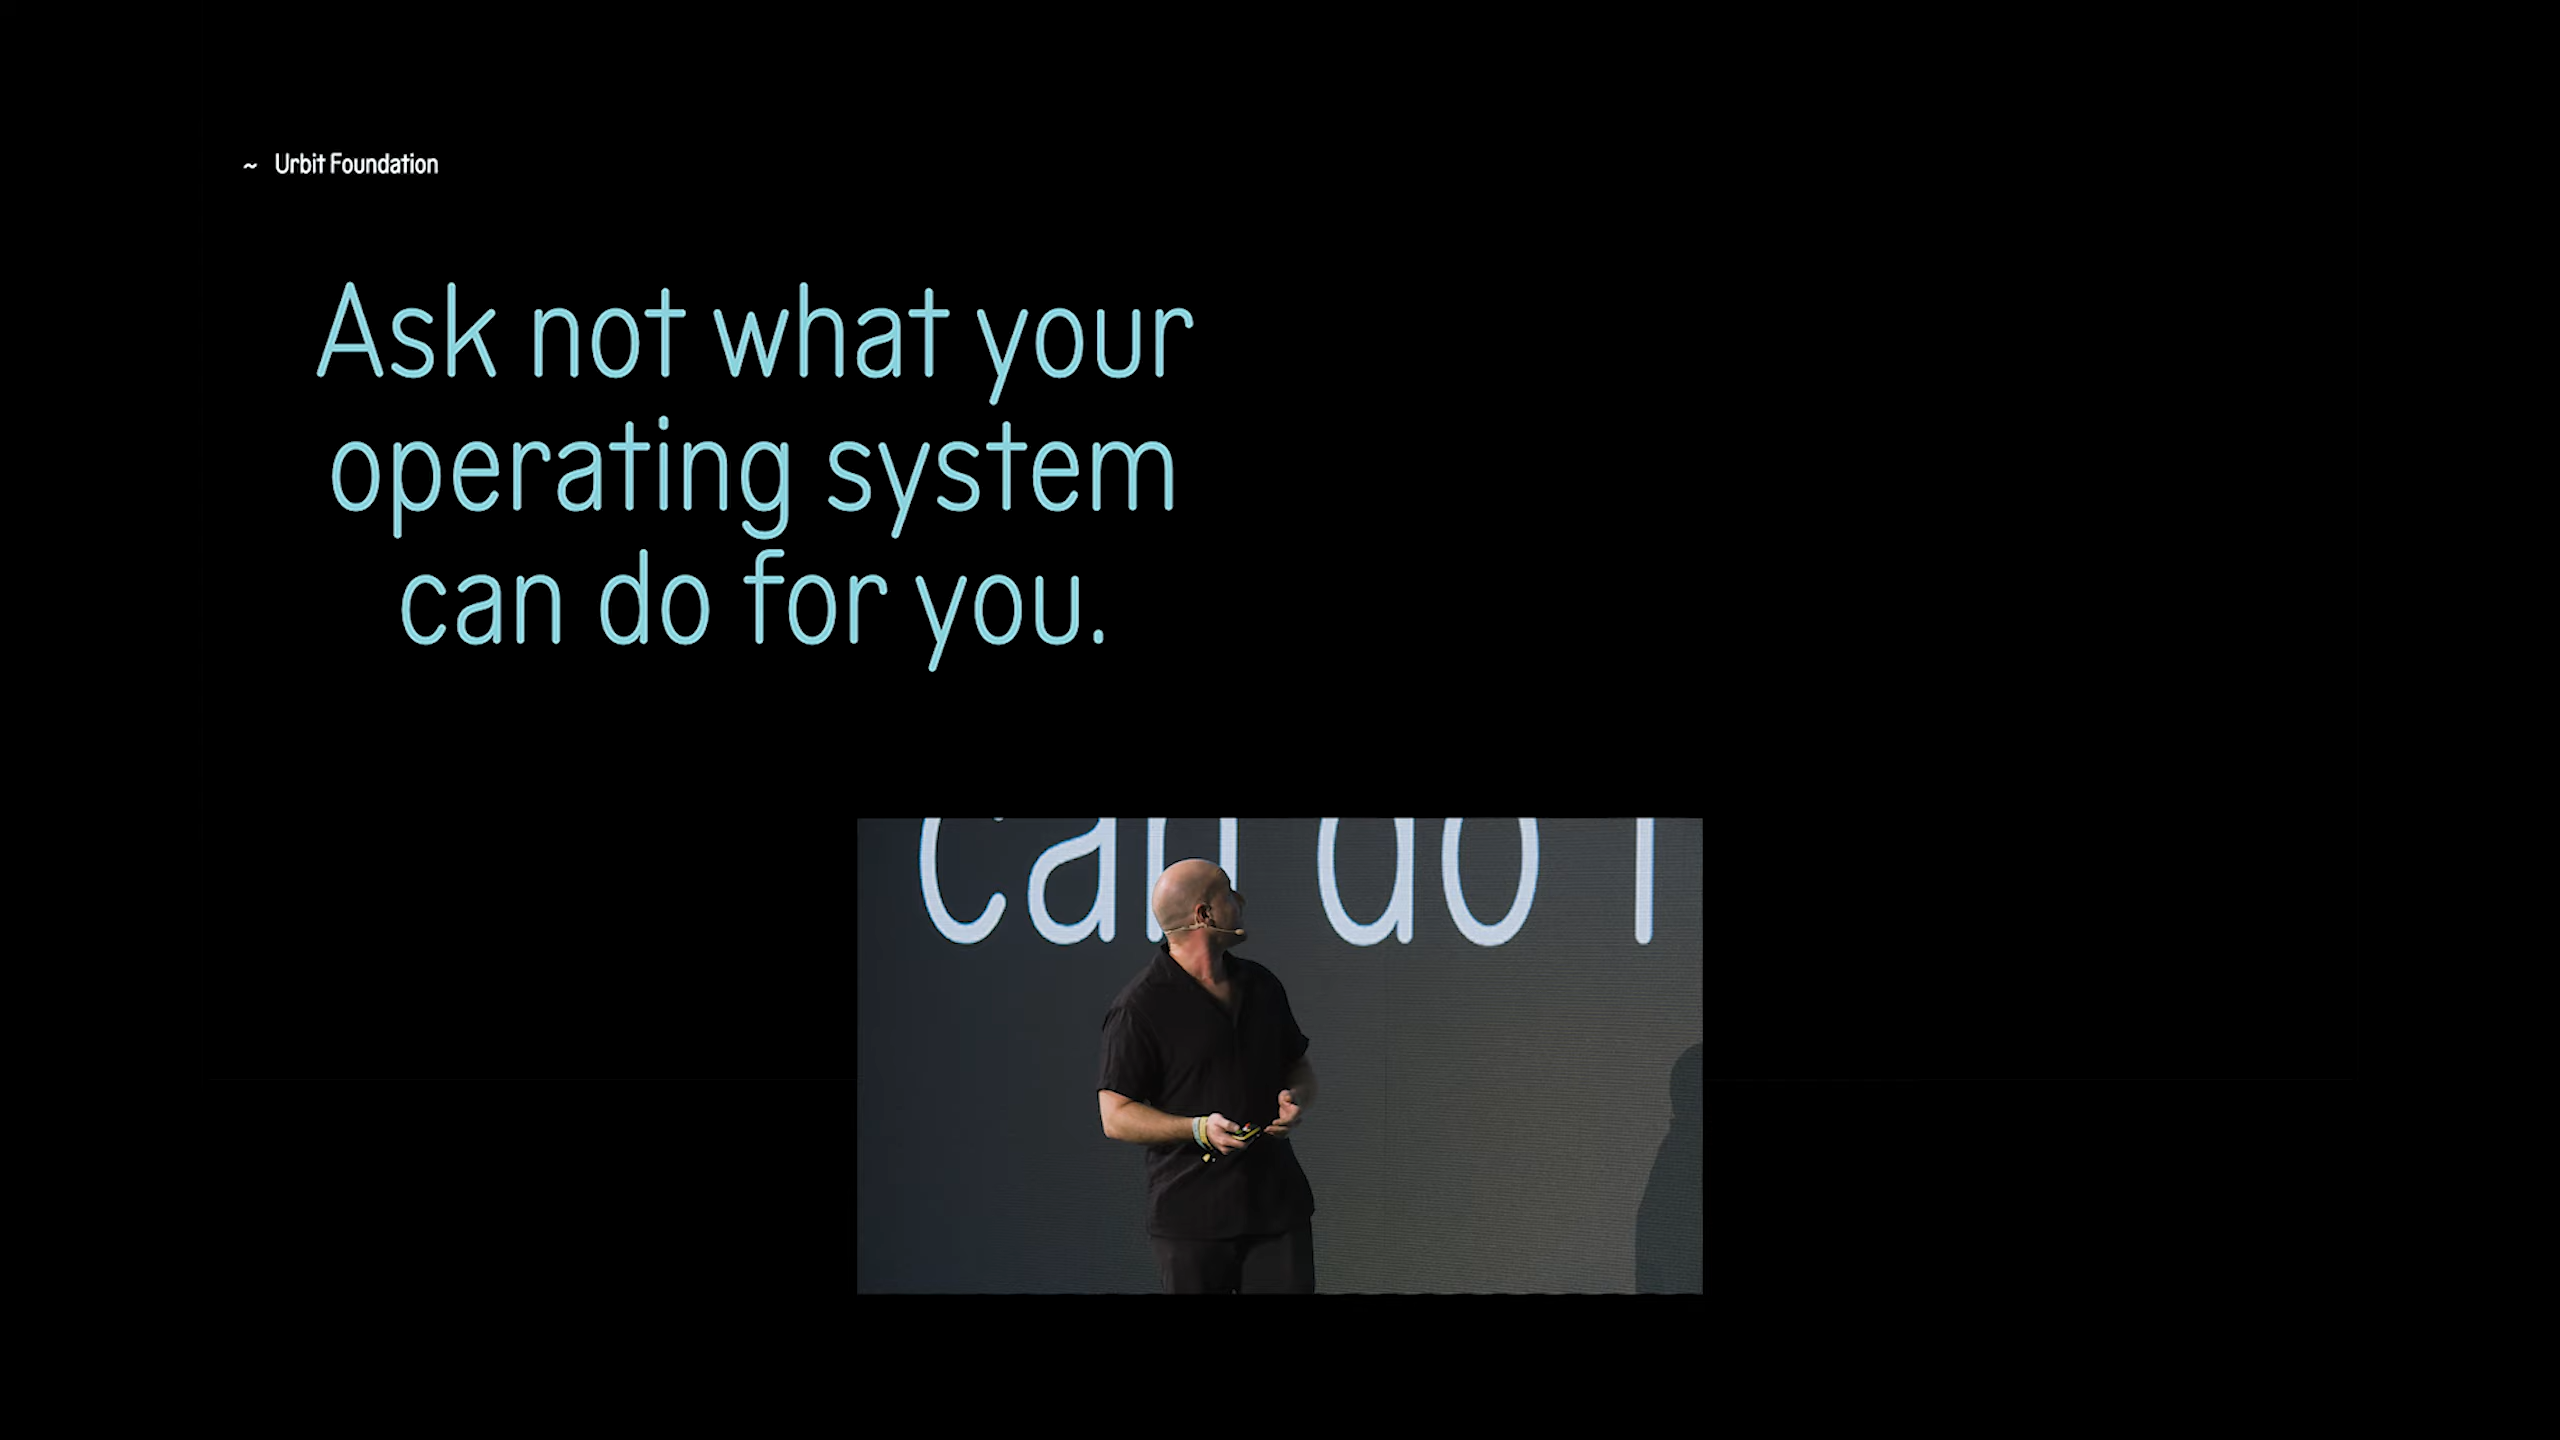 ~ Urbit Foundation
Ask not what your
operating system
can do for you.
can do